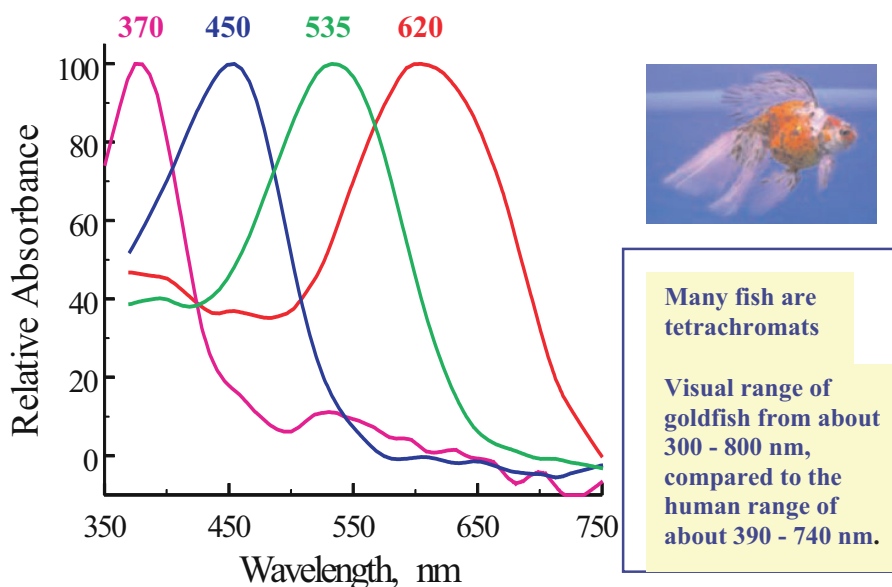 370 450 535 620
100
80
60
40
20
0
Relative Absorbance
350 450 550 650 750
Wavelength, nm
Many fish are
tetrachromats
Visual range of
goldfish from about
300 - 800 nm,
compared to the
human range of
about 390 - 740 nm.